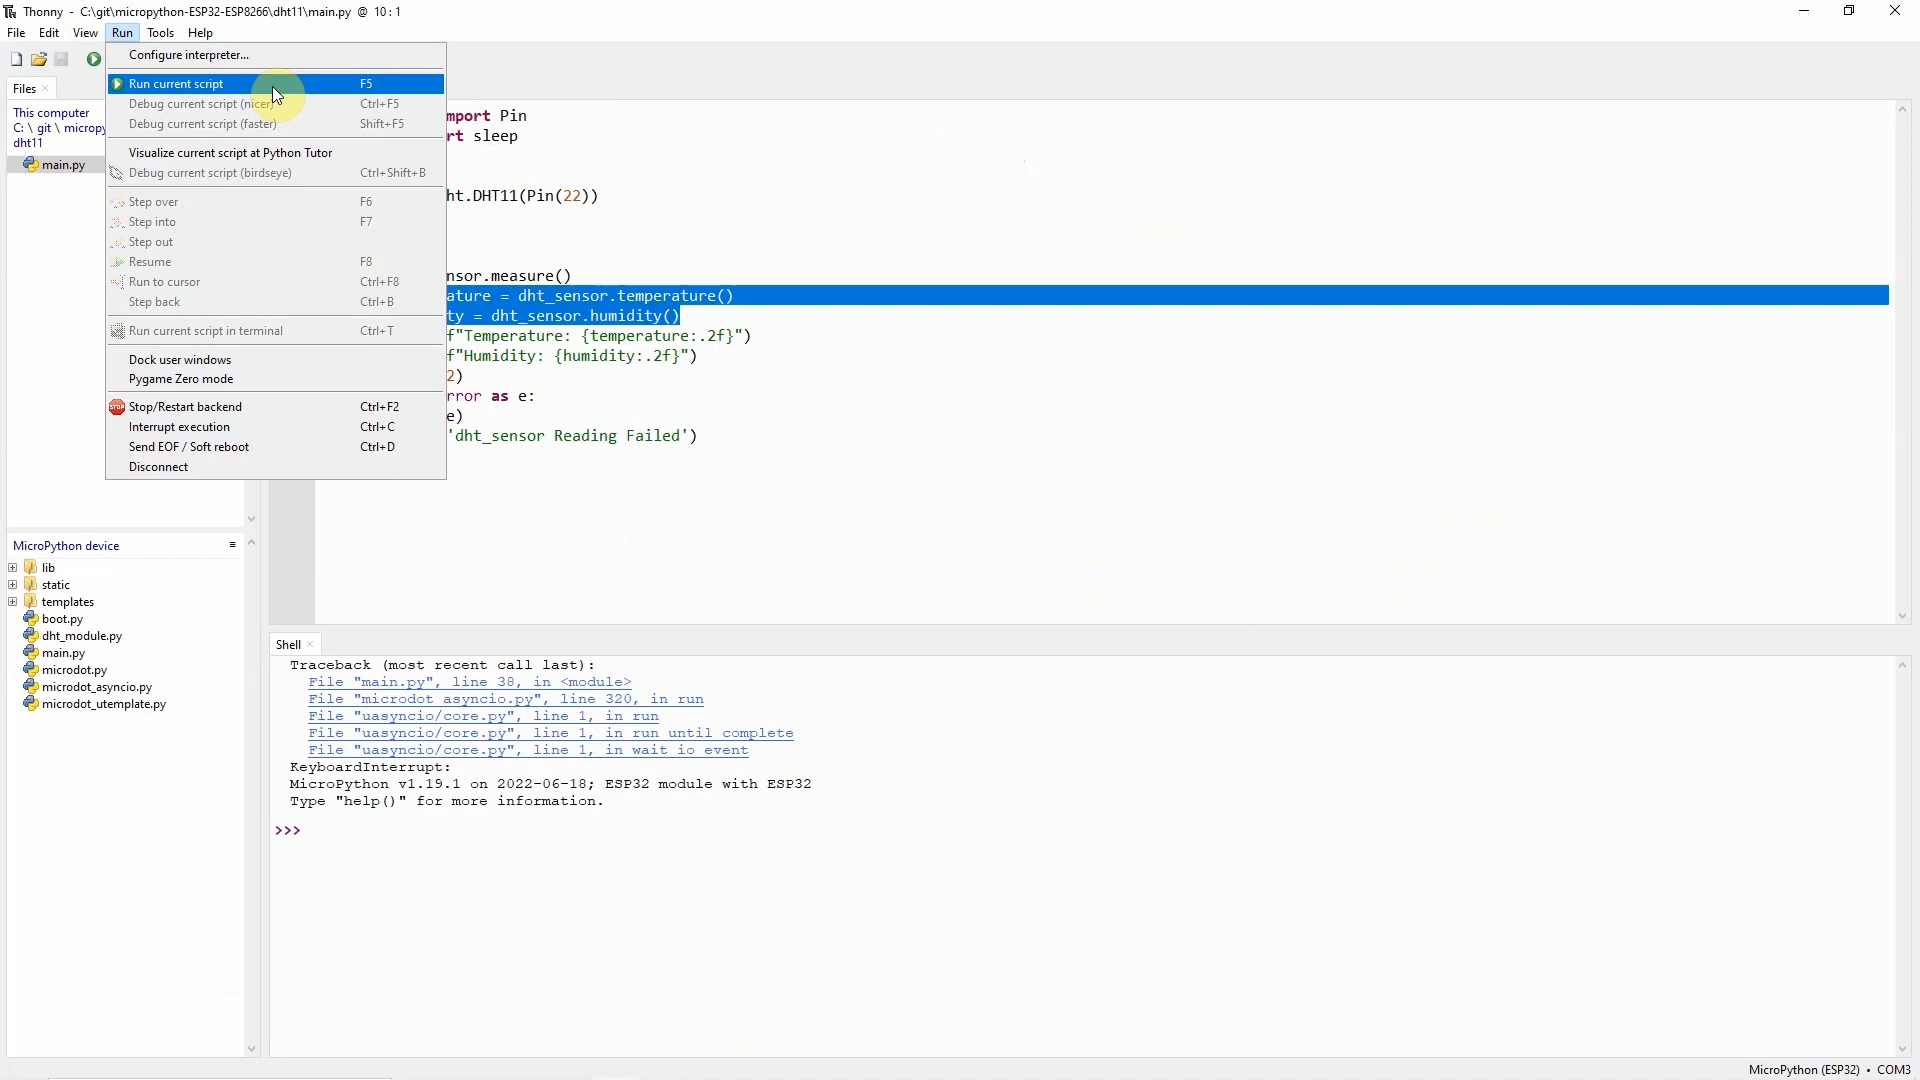 Thonny - C:\git\micropython-ESP32-ESP8266\dht11\main.py @ 10:1
File Edit View Run Tools Help
Configure interpreter...
Files
Run current script F5
Debug current script (nicer) Ctrl+F5
Debug current script (faster) Shift+F5
Visualize current script at Python Tutor
Debug current script (birdseye) Ctrl+Shift+B
Step over F6
Step into F7
Step out
Resume F8
Run to cursor Ctrl+F8
Step back Ctrl+B
Run current script in terminal Ctrl+T
Dock user windows
Pygame Zero mode
STOP Stop/Restart backend Ctrl+F2
Interrupt execution Ctrl+C
Send EOF / Soft reboot Ctrl+D
Disconnect
This computer
C: \ git \ micropy
dht11
main.py
mport Pin
rt sleep
ht.DHT11(Pin(22))
nsor.measure()
ature = dht_sensor.temperature()
ty = dht_sensor.humidity()
f"Temperature: {temperature:.2f}")
f"Humidity: {humidity:.2f}")
2)
rror as e:
e)
'dht_sensor Reading Failed')
MicroPython device
lib
static
templates
boot.py
dht_module.py
main.py
microdot.py
microdot_asyncio.py
microdot_utemplate.py
Shell
Traceback (most recent call last):
File "main.py", line 38, in <module>
File "microdot_asyncio.py", line 320, in run
File "uasyncio/core.py", line 1, in run
File "uasyncio/core.py", line 1, in run_until_complete
File "uasyncio/core.py", line 1, in wait_io_event
KeyboardInterrupt:
MicroPython v1.19.1 on 2022-06-18; ESP32 module with ESP32
Type "help()" for more information.
>>>
MicroPython (ESP32) • COM3